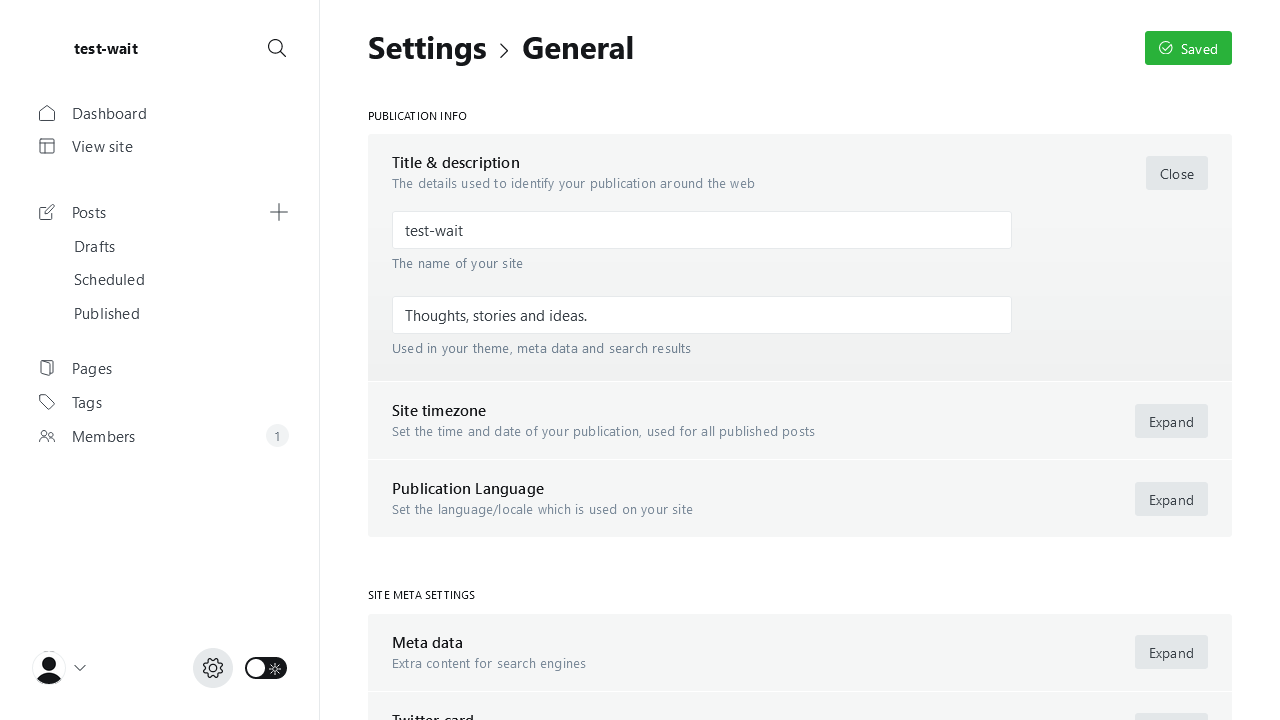 test-wait
Dashboard
View site
Posts
Drafts
Scheduled
Published
Pages
Tags
Members
1
Settings
General
Saved
PUBLICATION INFO
Title & description
The details used to identify your publication around the web
Close
test-wait
The name of your site
Thoughts, stories and ideas.
Used in your theme, meta data and search results
Site timezone
Set the time and date of your publication, used for all published posts
Expand
Publication Language
Set the language/locale which is used on your site
Expand
SITE META SETTINGS
Meta data
Extra content for search engines
Expand
Twitter card